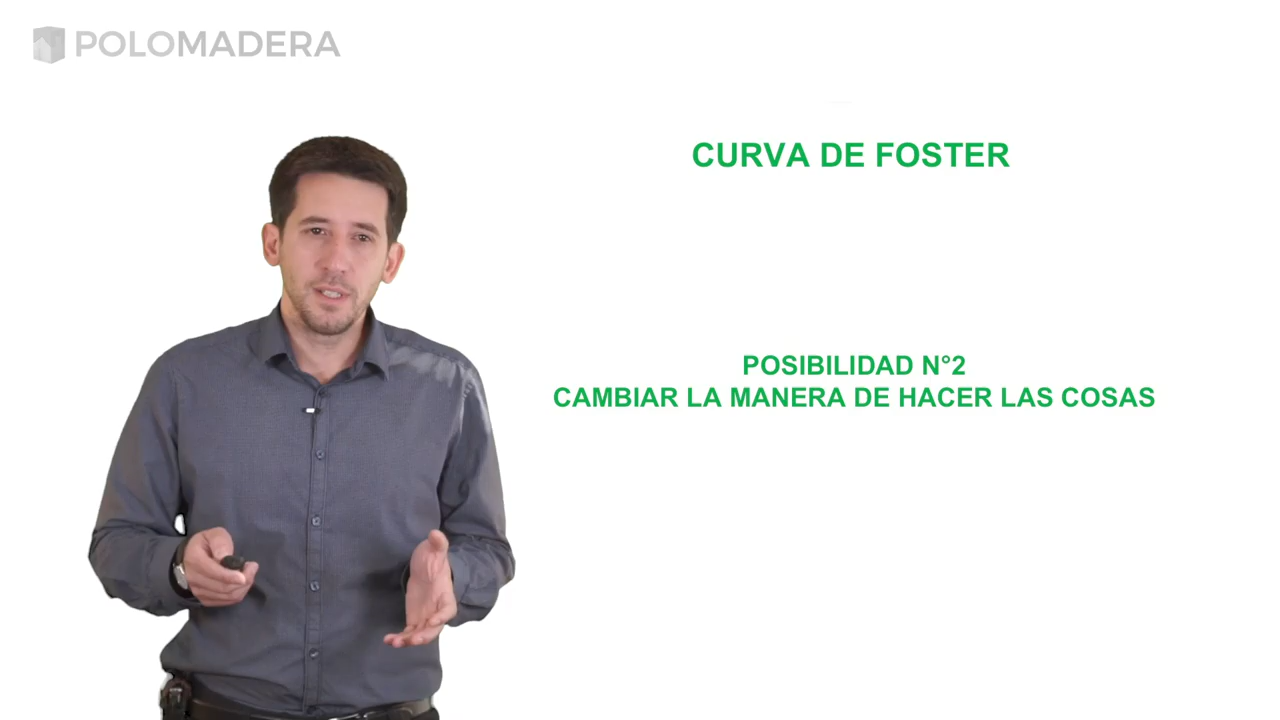 POLOMADERA
CURVA DE FOSTER
POSIBILIDAD N°2
CAMBIAR LA MANERA DE HACER LAS COSAS